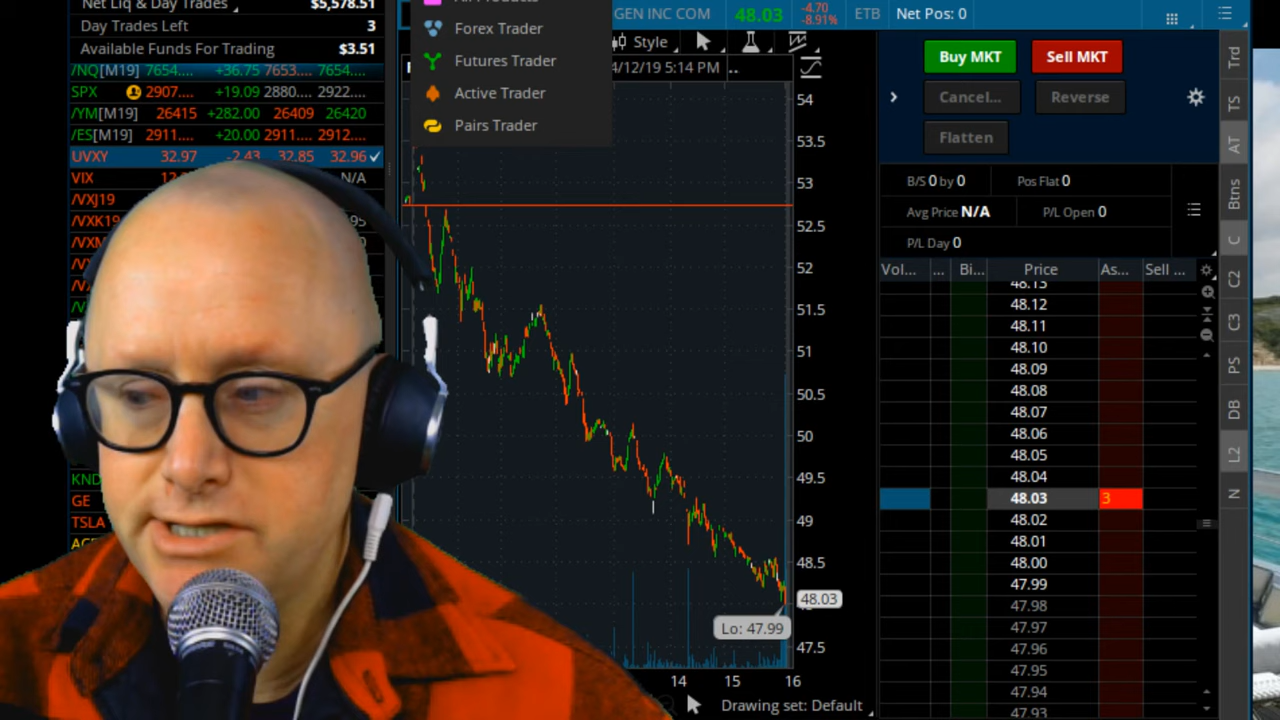 Net Liq & Day Trades $5,578.51
Day Trades Left 3
Available Funds For Trading $3.51
/NQ[M19] 7654.... +36.75 7653.... 7654....
SPX 2907.... +19.09 2880.... 2922....
/YM[M19] 26415 +282.00 26409 26420
/ES[M19] 2911.... +20.00 2911.... 2912....
UVXY 32.97 -2.43 32.85 32.96
VIX N/A
/VXJ19
/VXK19
/VXM
KND
GE
TSLA
Forex Trader
Futures Trader
Active Trader
Pairs Trader
GEN INC COM 48.03 -4.70 -8.91% ETB Net Pos: 0
Style
4/12/19 5:14 PM ..
54
53.5
53
52.5
52
51.5
51
50.5
50
49.5
49
48.5
48.03
Lo: 47.99
47.5
14 15 16
Drawing set: Default
Buy MKT Sell MKT
Cancel... Reverse
Flatten
B/S 0 by 0 Pos Flat 0
Avg Price N/A P/L Open 0
P/L Day 0
Vol... ... Bi... Price As... Sell ...
48.13
48.12
48.11
48.10
48.09
48.08
48.07
48.06
48.05
48.04
48.03 3
48.02
48.01
48.00
47.99
47.98
47.97
47.96
47.95
47.94
47.93
Trd
TS
AT
Btns
C
C2
C3
PS
DB
L2
N